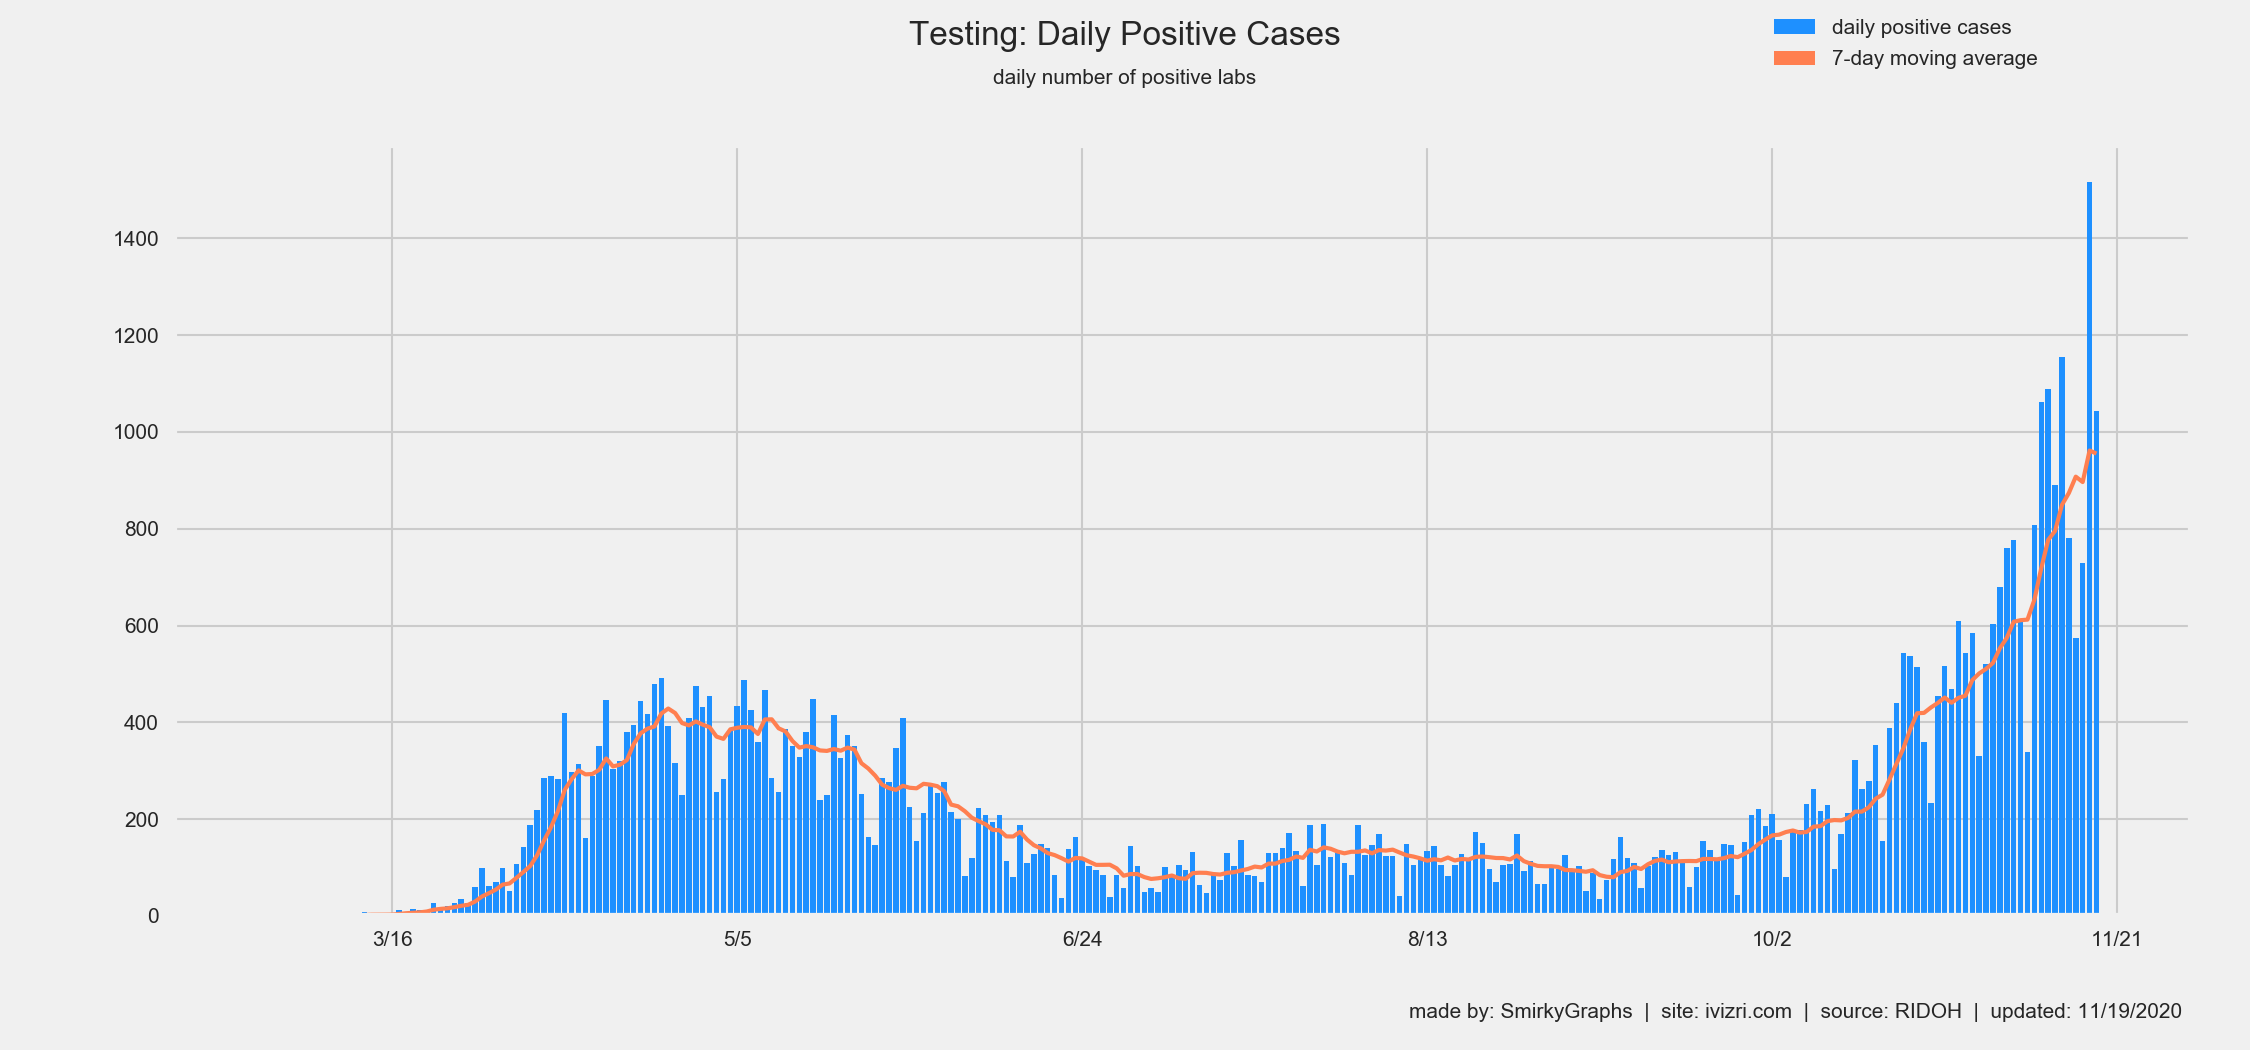 Testing: Daily Positive Cases
daily number of positive labs
daily positive cases
7-day moving average
1400
1200
1000
800
600
400
200
0
3/16 5/5 6/24 8/13 10/2 11/21
made by: SmirkyGraphs | site: ivizri.com | source: RIDOH | updated: 11/19/2020